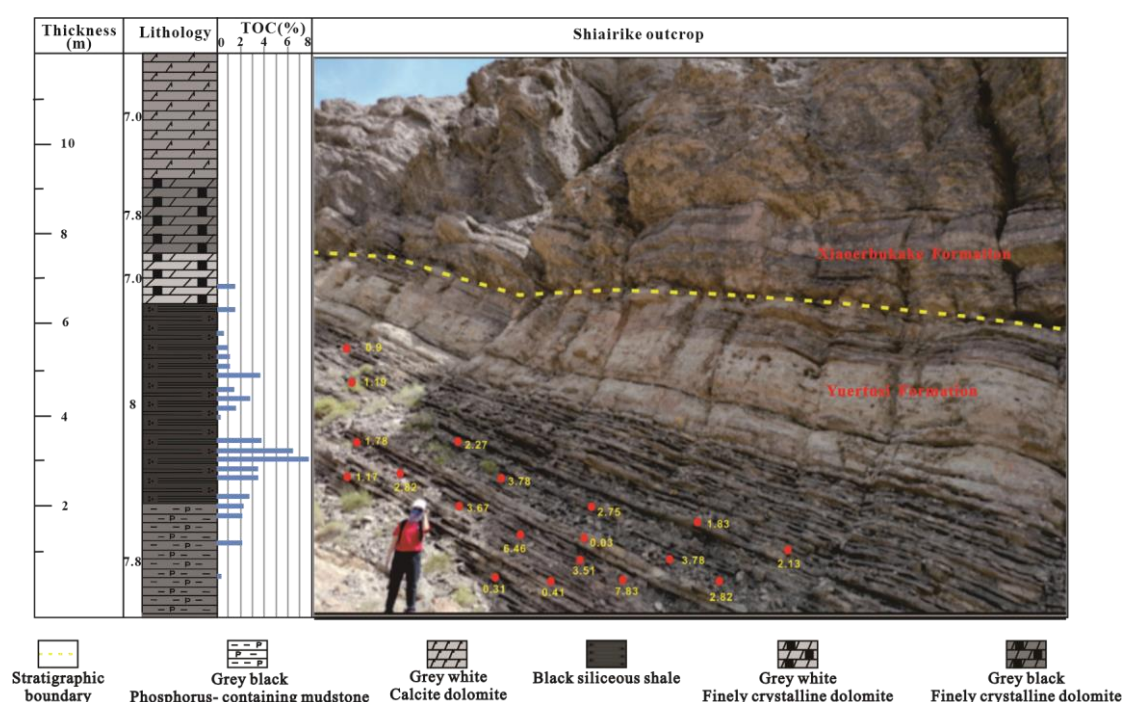 Thickness
(m)
Lithology
TOC(%)
0 2 4 6 8
Shiairike outcrop
7.0
10
7.8
8
7.0
6
4
8
2
7.8
Xiaoerbukake Formation
Yuertosi Formation
0.9
1.19
1.78
2.27
1.17
2.82
3.78
3.67
2.75
1.83
6.46
0.03
3.51
3.78
2.13
0.31
0.41
7.83
2.82
Stratigraphic
boundary
Grey black
Phosphorus- containing mudstone
Grey white
Calcite dolomite
Black siliceous shale
Grey white
Finely crystalline dolomite
Grey black
Finely crystalline dolomite